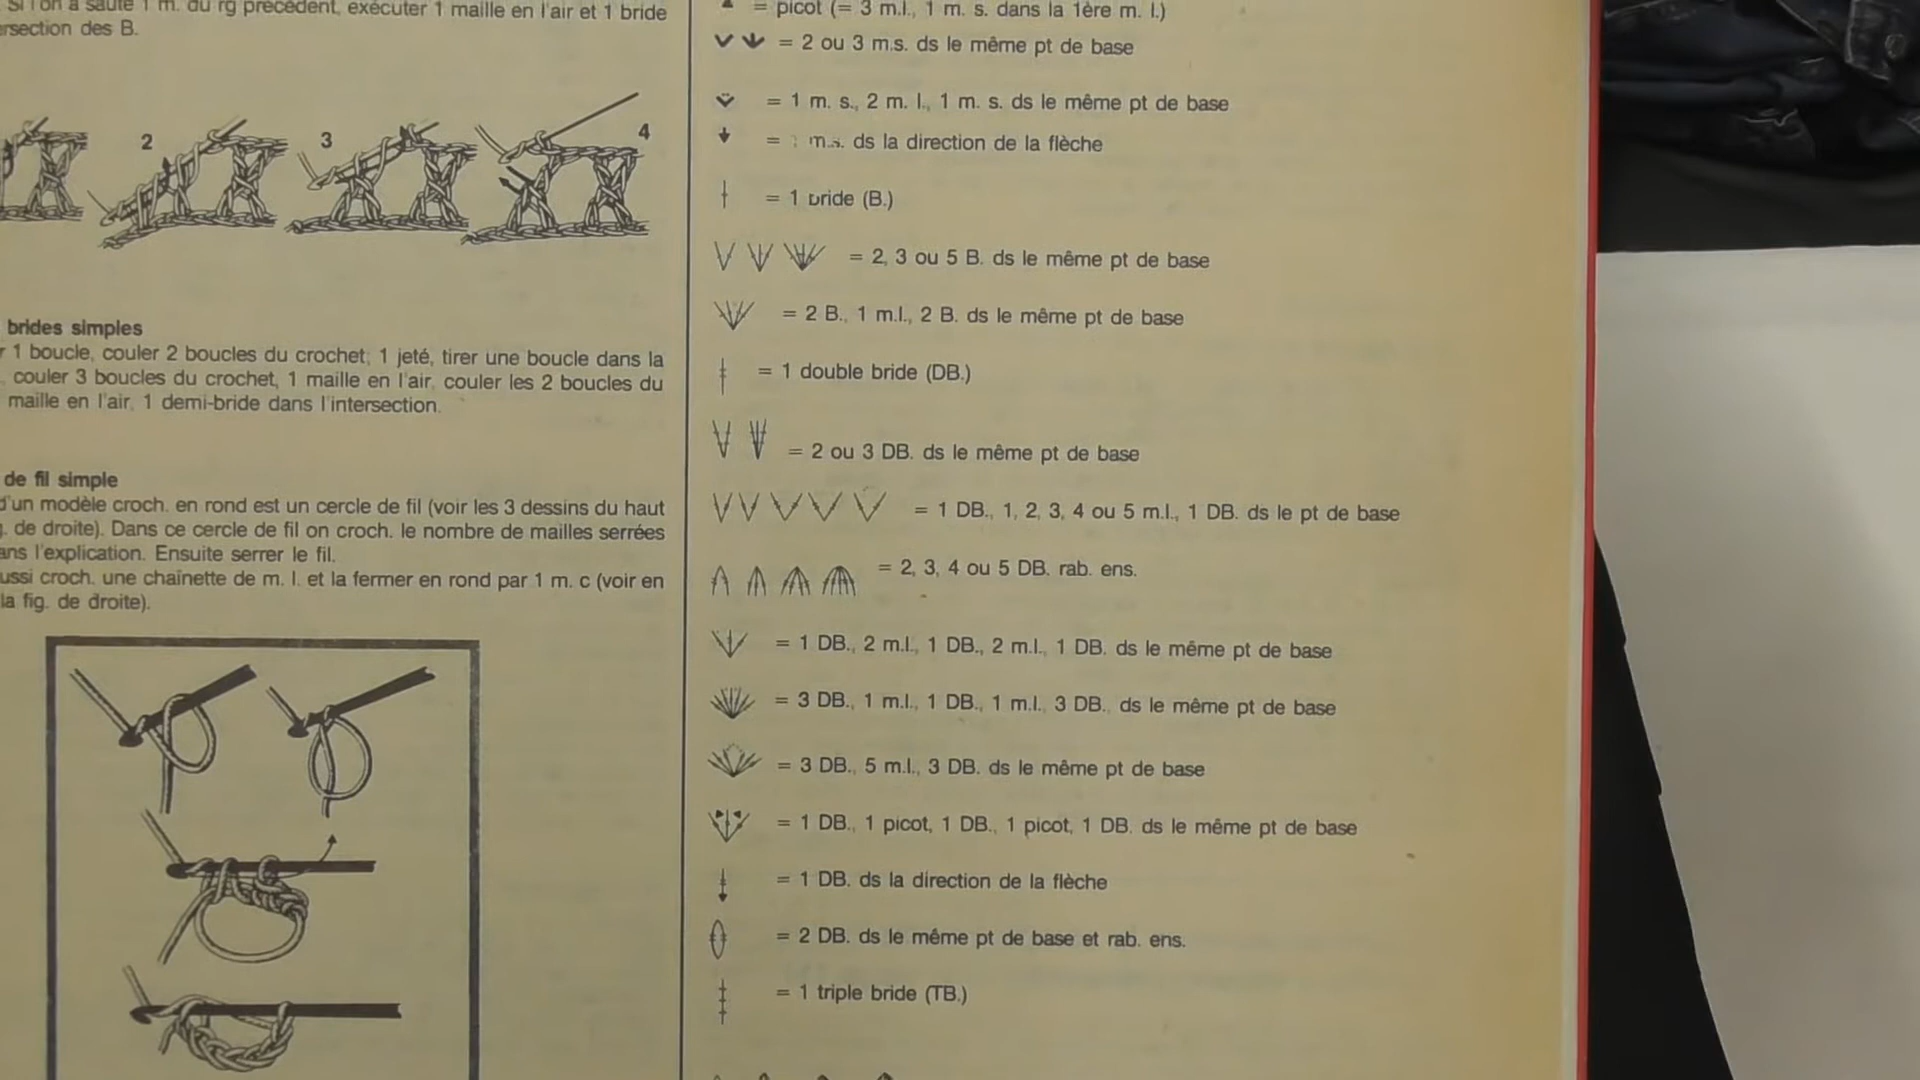 si l'on a sauté 1 m. du rg précédent, exécuter 1 maille en l'air et 1 bride
rsection des B.
2
3
4
brides simples
r 1 boucle, couler 2 boucles du crochet, 1 jeté, tirer une boucle dans la
, couler 3 boucles du crochet, 1 maille en l'air, couler les 2 boucles du
maille en l'air, 1 demi-bride dans l'intersection.
de fil simple
d'un modèle croch. en rond est un cercle de fil (voir les 3 dessins du haut
g. de droite). Dans ce cercle de fil on croch. le nombre de mailles serrées
ans l'explication. Ensuite serrer le fil.
ussi croch. une chaînette de m. l. et la fermer en rond par 1 m. c (voir en
la fig. de droite).
= picot (= 3 m.l., 1 m. s. dans la 1ère m. l.)
= 2 ou 3 m.s. ds le même pt de base
= 1 m. s., 2 m. l., 1 m. s. ds le même pt de base
= m.s. ds la direction de la flèche
= 1 bride (B.)
= 2, 3 ou 5 B. ds le même pt de base
= 2 B., 1 m.l., 2 B. ds le même pt de base
= 1 double bride (DB.)
= 2 ou 3 DB. ds le même pt de base
= 1 DB., 1, 2, 3, 4 ou 5 m.l., 1 DB. ds le pt de base
= 2, 3, 4 ou 5 DB. rab. ens.
= 1 DB., 2 m.l., 1 DB., 2 m.l., 1 DB. ds le même pt de base
= 3 DB., 1 m.l., 1 DB., 1 m.l., 3 DB., ds le même pt de base
= 3 DB., 5 m.l., 3 DB. ds le même pt de base
= 1 DB., 1 picot, 1 DB., 1 picot, 1 DB. ds le même pt de base
= 1 DB. ds la direction de la flèche
= 2 DB. ds le même pt de base et rab. ens.
= 1 triple bride (TB.)